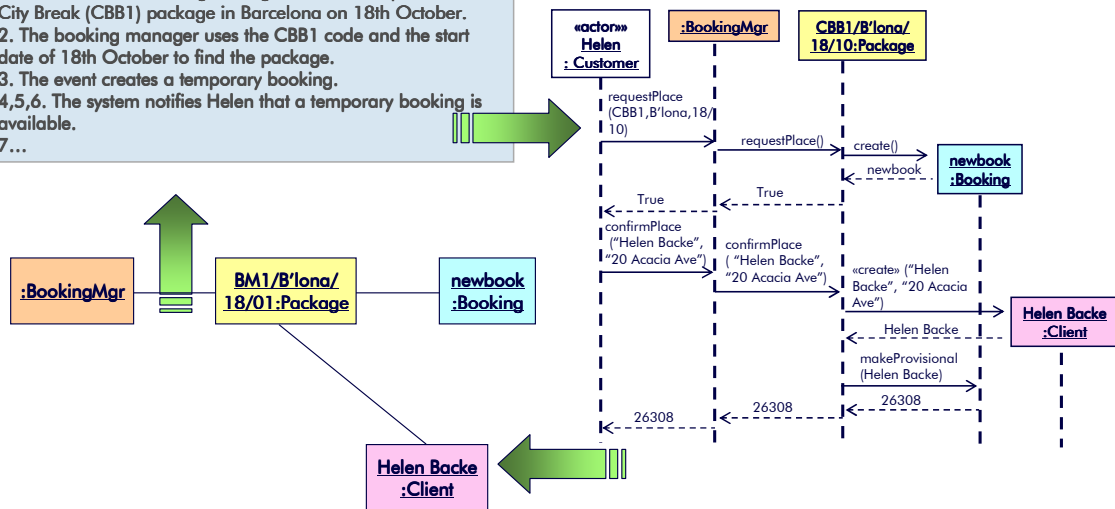 City Break (CBB1) package in Barcelona on 18th October.
2. The booking manager uses the CBB1 code and the start
date of 18th October to find the package.
3. The event creates a temporary booking.
4,5,6. The system notifies Helen that a temporary booking is
available.
7...
«actor»»
Helen
: Customer
:BookingMgr
CBB1/B'lona/
18/10:Package
requestPlace
(CBB1,B'lona,18/
10)
requestPlace()
create()
newbook
newbook
:Booking
True
True
confirmPlace
("Helen Backe",
"20 Acacia Ave")
confirmPlace
( "Helen Backe",
"20 Acacia Ave")
«create» ("Helen
Backe", "20 Acacia
Ave")
Helen Backe
:Client
Helen Backe
makeProvisional
(Helen Backe)
26308
26308
26308
:BookingMgr
BM1/B'lona/
18/01:Package
newbook
:Booking
Helen Backe
:Client